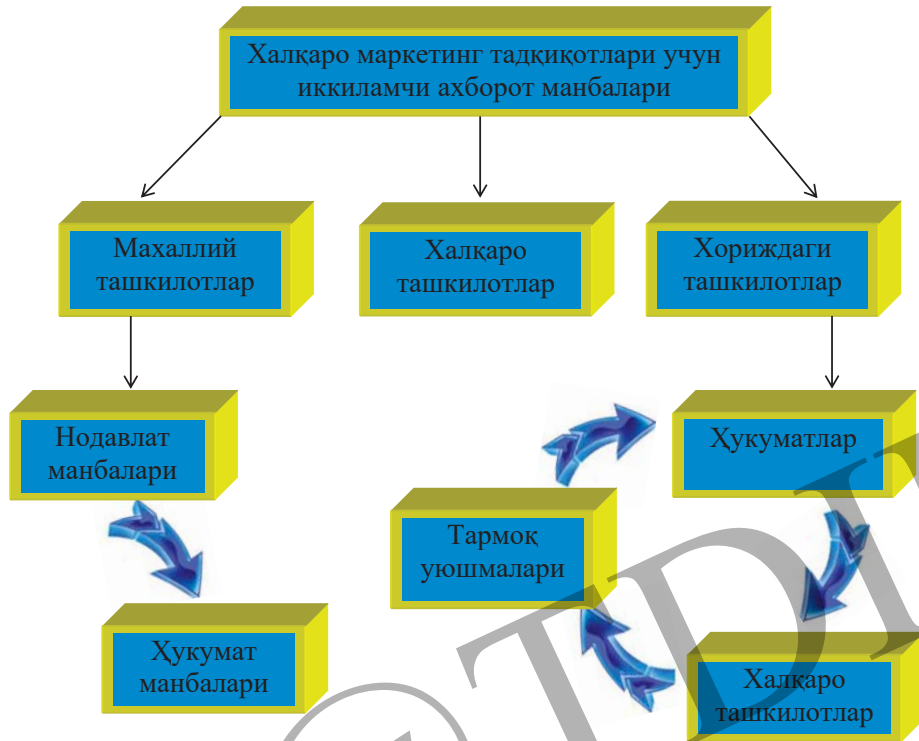 Халқаро маркетинг тадқиқотлари учун
иккиламчи ахборот манбалари
Махаллий
ташкилотлар
Халқаро
ташкилотлар
Хориждаги
ташкилотлар
Нодавлат
манбалари
Ҳукуматлар
Тармоқ
уюшмалари
Ҳукумат
манбалари
Халқаро
ташкилотлар